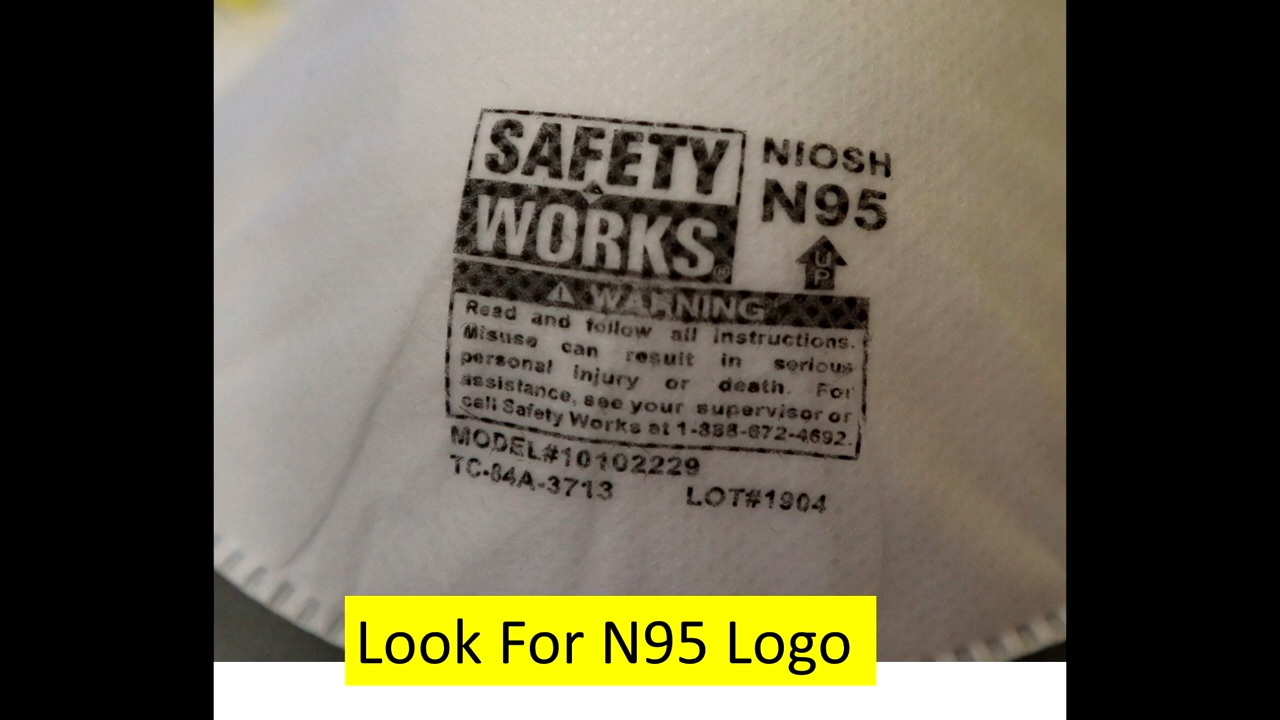 SAFETY
WORKS®
NIOSH
N95
UP
WARNING
Read and follow all instructions.
Misuse can result in serious
personal injury or death. For
assistance, see your supervisor or
call Safety Works at 1-888-672-4692.
MODEL#10102229
TC-84A-3713 LOT#1904
Look For N95 Logo